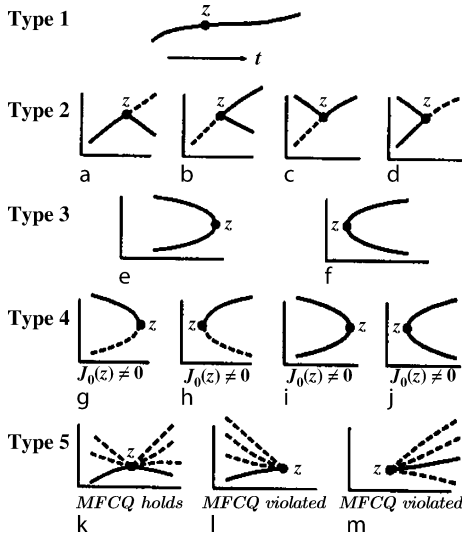 Type 1
z
t
Type 2
z z z z
a b c d
Type 3
z z
e f
Type 4
z z z z
J₀(z) ≠ 0 J₀(z) ≠ 0 J₀(z) ≠ 0 J₀(z) ≠ 0
g h i j
Type 5
z z z
MFCQ holds MFCQ violated MFCQ violated
k l m